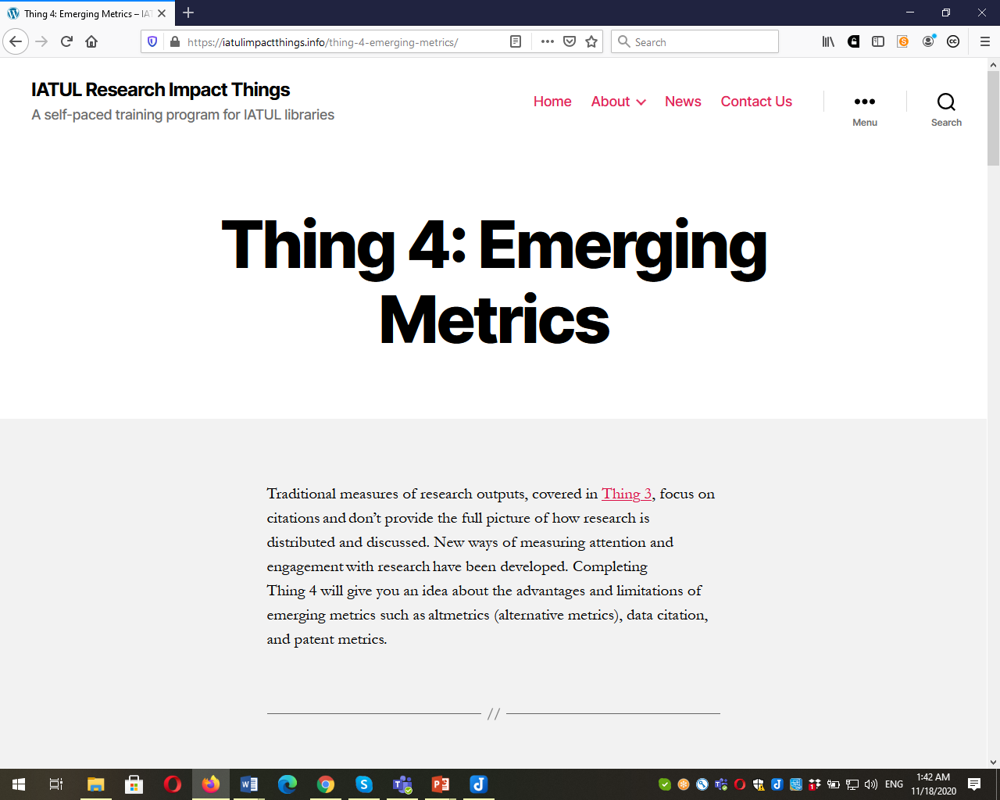 Thing 4: Emerging Metrics – IAT
https://iatulimpactthings.info/thing-4-emerging-metrics/
Search
IATUL Research Impact Things
A self-paced training program for IATUL libraries
Home
About
News
Contact Us
Menu
Search
Thing 4: Emerging
Metrics
Traditional measures of research outputs, covered in Thing 3, focus on
citations and don’t provide the full picture of how research is
distributed and discussed. New ways of measuring attention and
engagement with research have been developed. Completing
Thing 4 will give you an idea about the advantages and limitations of
emerging metrics such as altmetrics (alternative metrics), data citation,
and patent metrics.
//
ENG
1:42 AM
11/18/2020